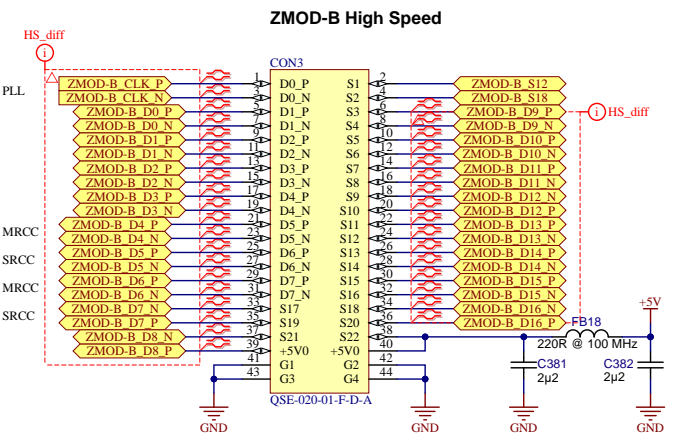 ZMOD-B High Speed
HS_diff
i
CON3
PLL
ZMOD-B_CLK_P 1 D0_P S1 2 ZMOD-B_S12
ZMOD-B_CLK_N 3 D0_N S2 4 ZMOD-B_S18
ZMOD-B_D0_P 5 D1_P S3 6 ZMOD-B_D9_P i HS_diff
ZMOD-B_D0_N 7 D1_N S4 8 ZMOD-B_D9_N
ZMOD-B_D1_P 9 D2_P S5 10 ZMOD-B_D10_P
ZMOD-B_D1_N 11 D2_N S6 12 ZMOD-B_D10_N
ZMOD-B_D2_P 13 D3_P S7 14 ZMOD-B_D11_P
ZMOD-B_D2_N 15 D3_N S8 16 ZMOD-B_D11_N
ZMOD-B_D3_P 17 D4_P S9 18 ZMOD-B_D12_N
ZMOD-B_D3_N 19 D4_N S10 20 ZMOD-B_D12_P
MRCC
ZMOD-B_D4_P 21 D5_P S11 22 ZMOD-B_D13_P
ZMOD-B_D4_N 23 D5_N S12 24 ZMOD-B_D13_N
SRCC
ZMOD-B_D5_P 25 D6_P S13 26 ZMOD-B_D14_P
ZMOD-B_D5_N 27 D6_N S14 28 ZMOD-B_D14_N
MRCC
ZMOD-B_D6_P 29 D7_P S15 30 ZMOD-B_D15_P
ZMOD-B_D6_N 31 D7_N S16 32 ZMOD-B_D15_N
SRCC
ZMOD-B_D7_N 33 S17 S18 34 ZMOD-B_D16_N
ZMOD-B_D7_P 35 S19 S20 36 ZMOD-B_D16_P
ZMOD-B_D8_N 37 S21 S22 38
ZMOD-B_D8_P 39 +5V0 +5V0 40
41 G1 G2 42
43 G3 G4 44
QSE-020-01-F-D-A
+5V
FB18
220R @ 100 MHz
C381
2µ2
C382
2µ2
GND
GND
GND
GND